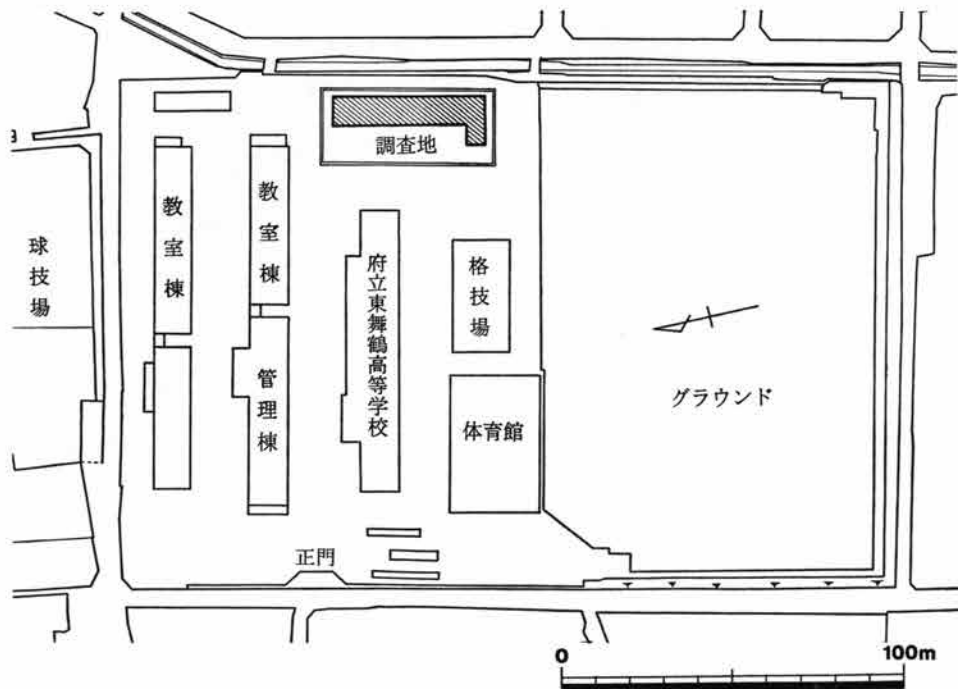 調査地
教室棟
教室棟
球技場
府立東舞鶴高等学校
格技場
管理棟
グラウンド
体育館
正門
0
100m